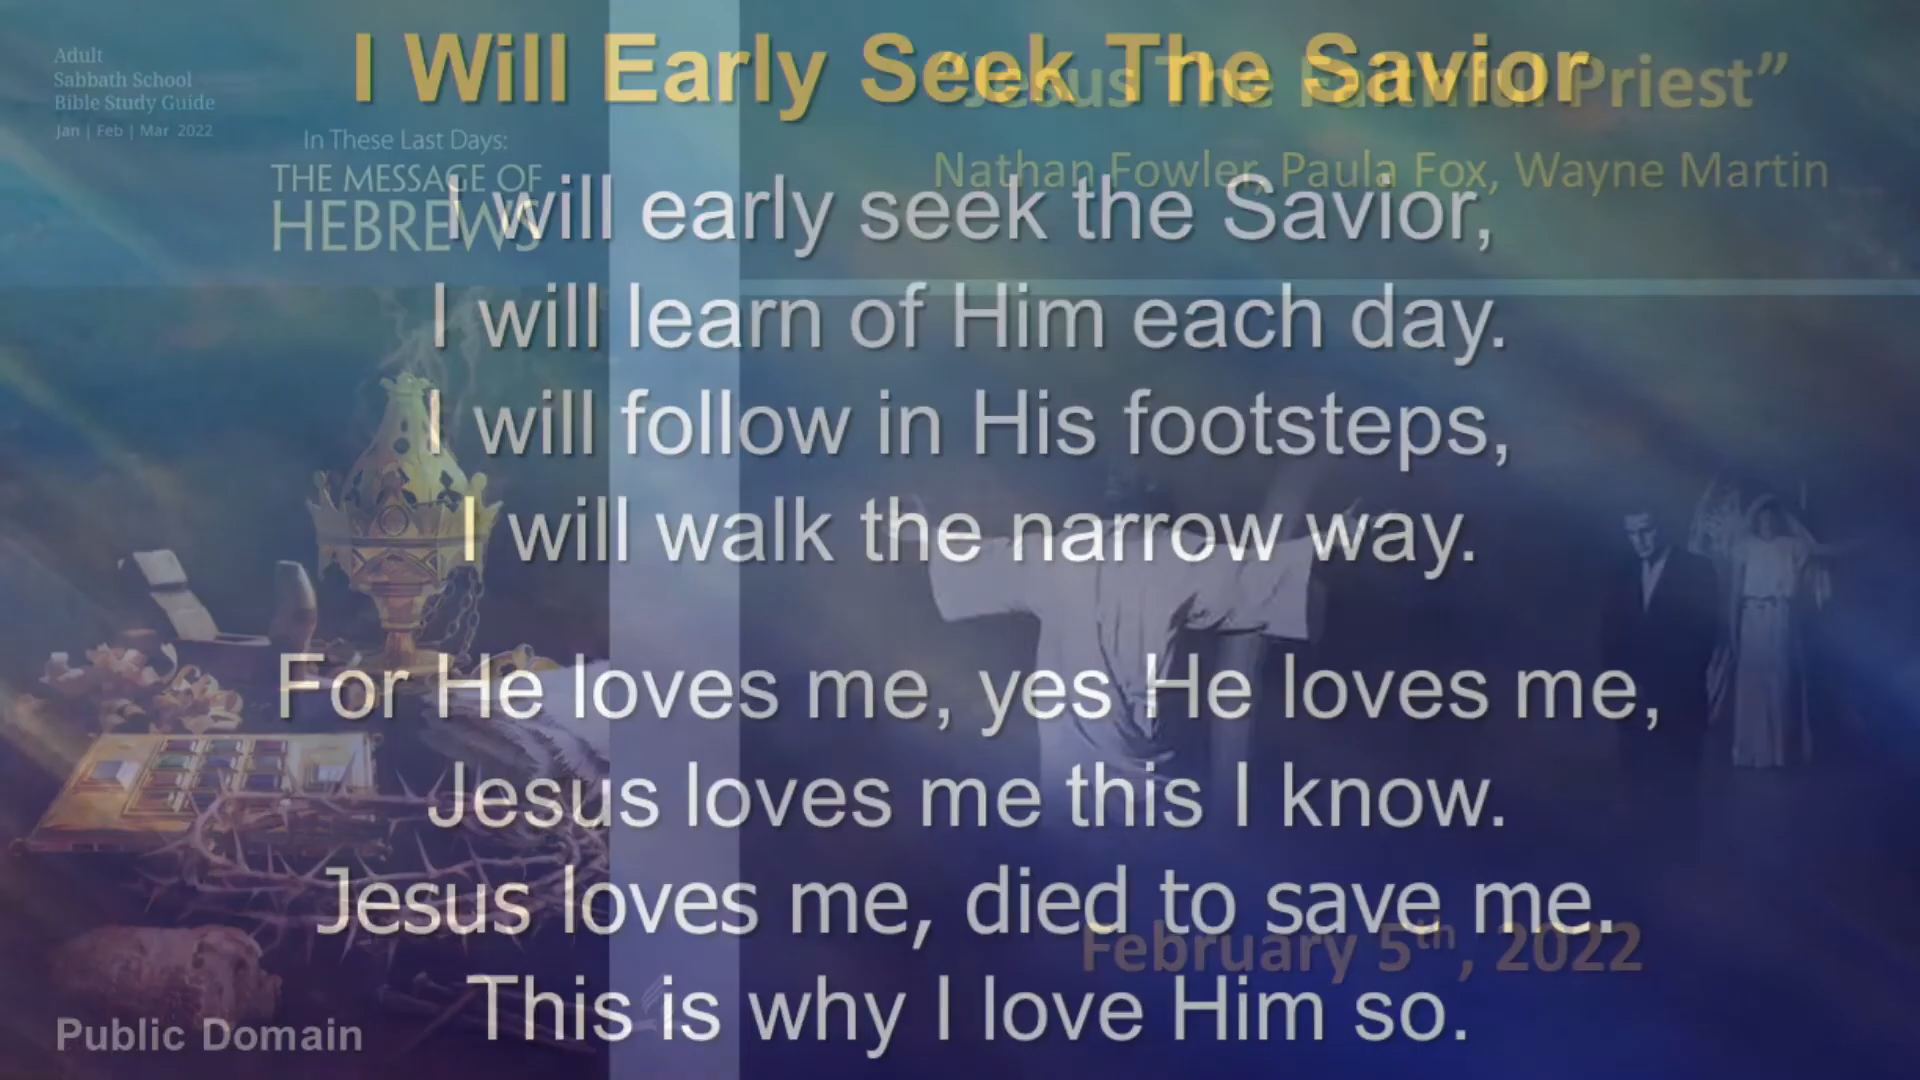 I Will Early Seek The Savior
Adult
Sabbath School
Bible Study Guide
Jan | Feb | Mar 2022
In These Last Days:
THE MESSAGE OF
HEBREWS
"Jesus The Faithful Priest"
Nathan Fowler, Paula Fox, Wayne Martin
I will early seek the Savior,
I will learn of Him each day.
I will follow in His footsteps,
I will walk the narrow way.
For He loves me, yes He loves me,
Jesus loves me this I know.
Jesus loves me, died to save me.
February 5th, 2022
This is why I love Him so.
Public Domain